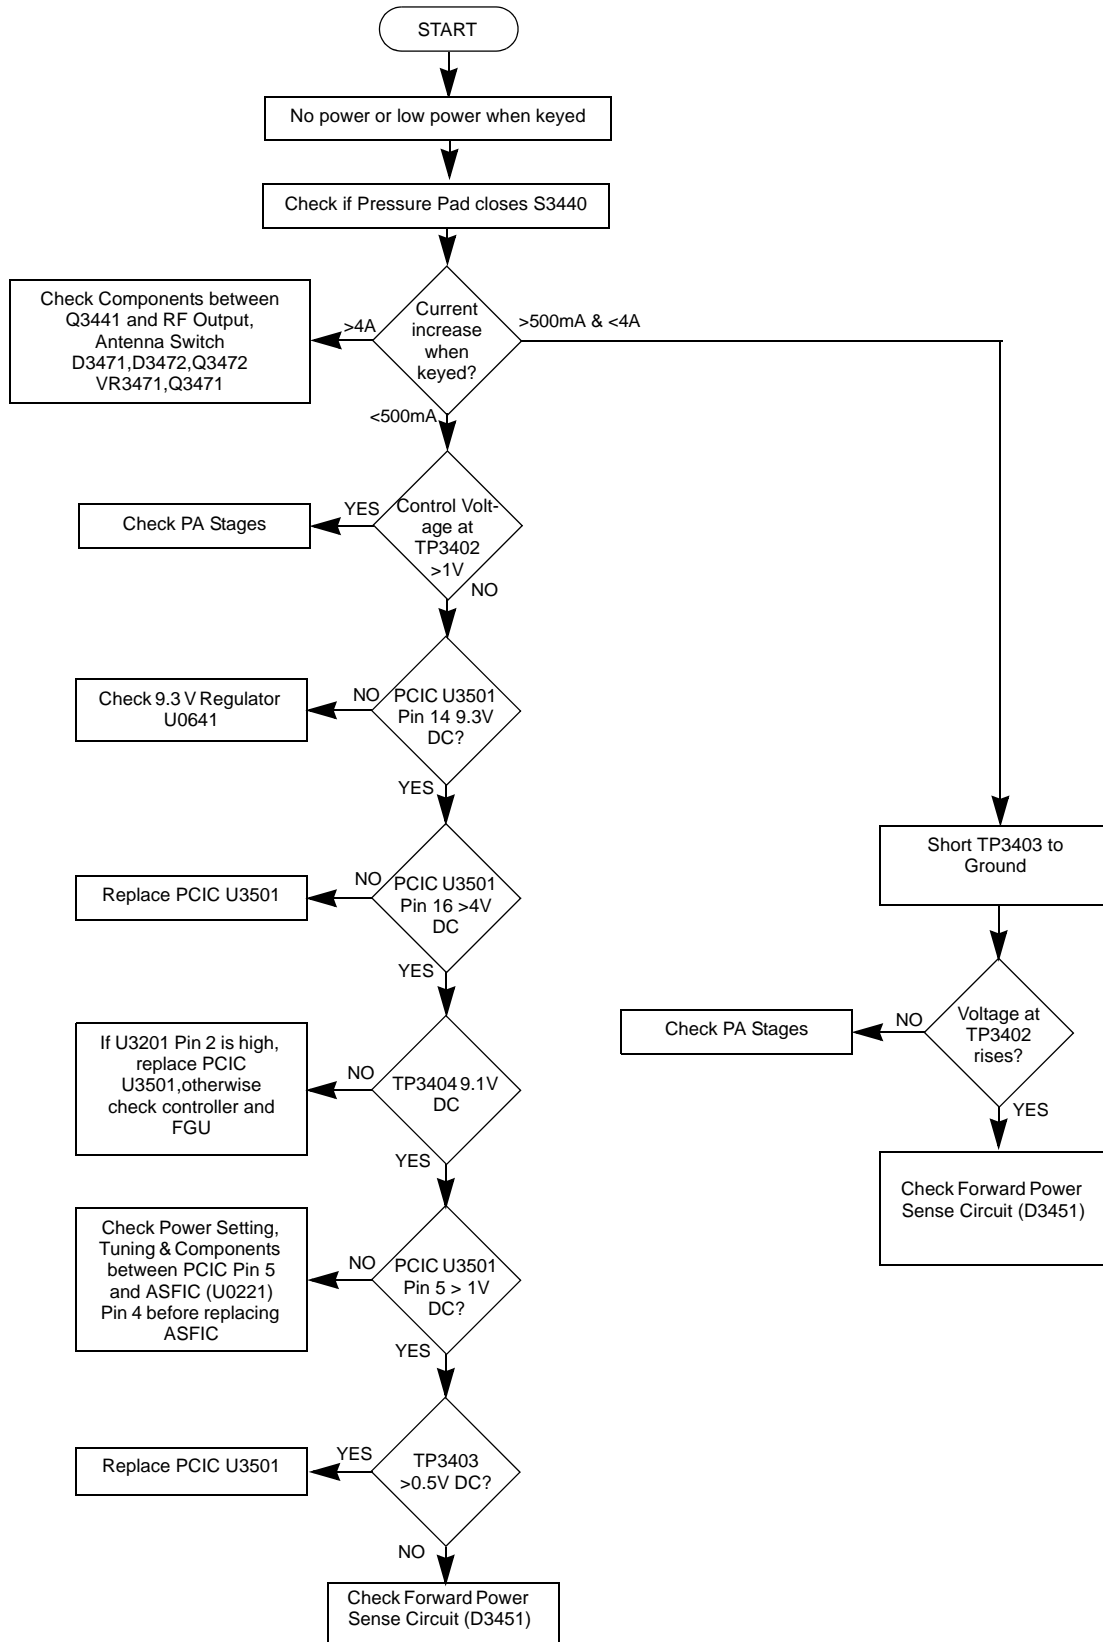 START
No power or low power when keyed
Check if Pressure Pad closes S3440
Check Components between
Q3441 and RF Output,
Antenna Switch
D3471,D3472,Q3472
VR3471,Q3471
>4A
Current
increase
when
keyed?
>500mA & <4A
<500mA
Check PA Stages
YES
Control Volt-
age at
TP3402
>1V
NO
Check 9.3 V Regulator
U0641
NO
PCIC U3501
Pin 14 9.3V
DC?
YES
Replace PCIC U3501
NO
PCIC U3501
Pin 16 >4V
DC
YES
If U3201 Pin 2 is high,
replace PCIC
U3501,otherwise
check controller and
FGU
NO
TP3404 9.1V
DC
YES
Check Power Setting,
Tuning & Components
between PCIC Pin 5
and ASFIC (U0221)
Pin 4 before replacing
ASFIC
NO
PCIC U3501
Pin 5 > 1V
DC?
YES
Replace PCIC U3501
YES
TP3403
>0.5V DC?
NO
Check Forward Power
Sense Circuit (D3451)
Short TP3403 to
Ground
Check PA Stages
NO
Voltage at
TP3402
rises?
YES
Check Forward Power
Sense Circuit (D3451)